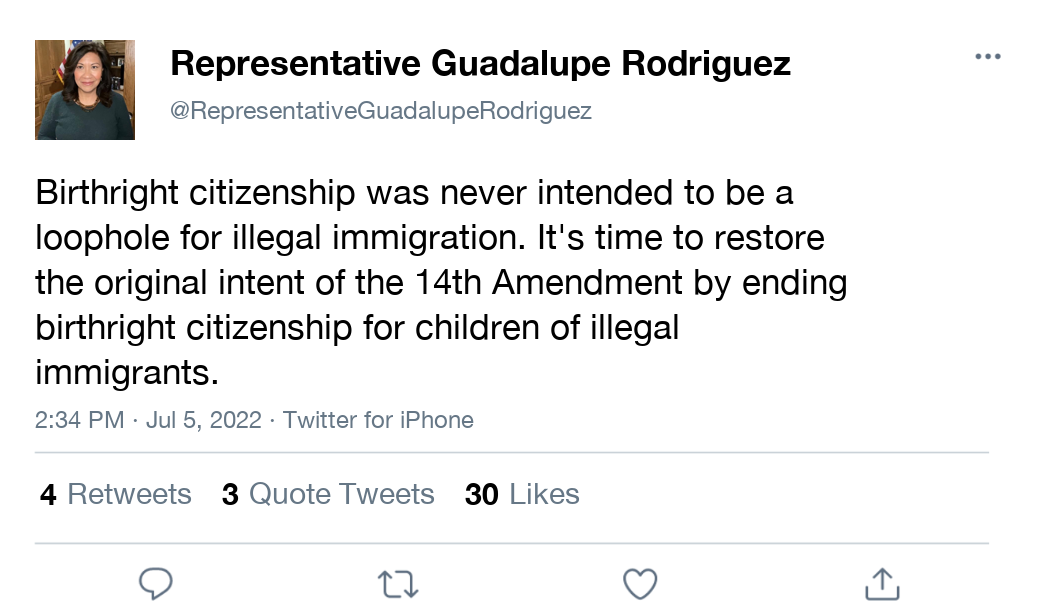 Representative Guadalupe Rodriguez
@RepresentativeGuadalupeRodriguez
Birthright citizenship was never intended to be a
loophole for illegal immigration. It's time to restore
the original intent of the 14th Amendment by ending
birthright citizenship for children of illegal
immigrants.
2:34 PM · Jul 5, 2022 · Twitter for iPhone
4 Retweets 3 Quote Tweets 30 Likes